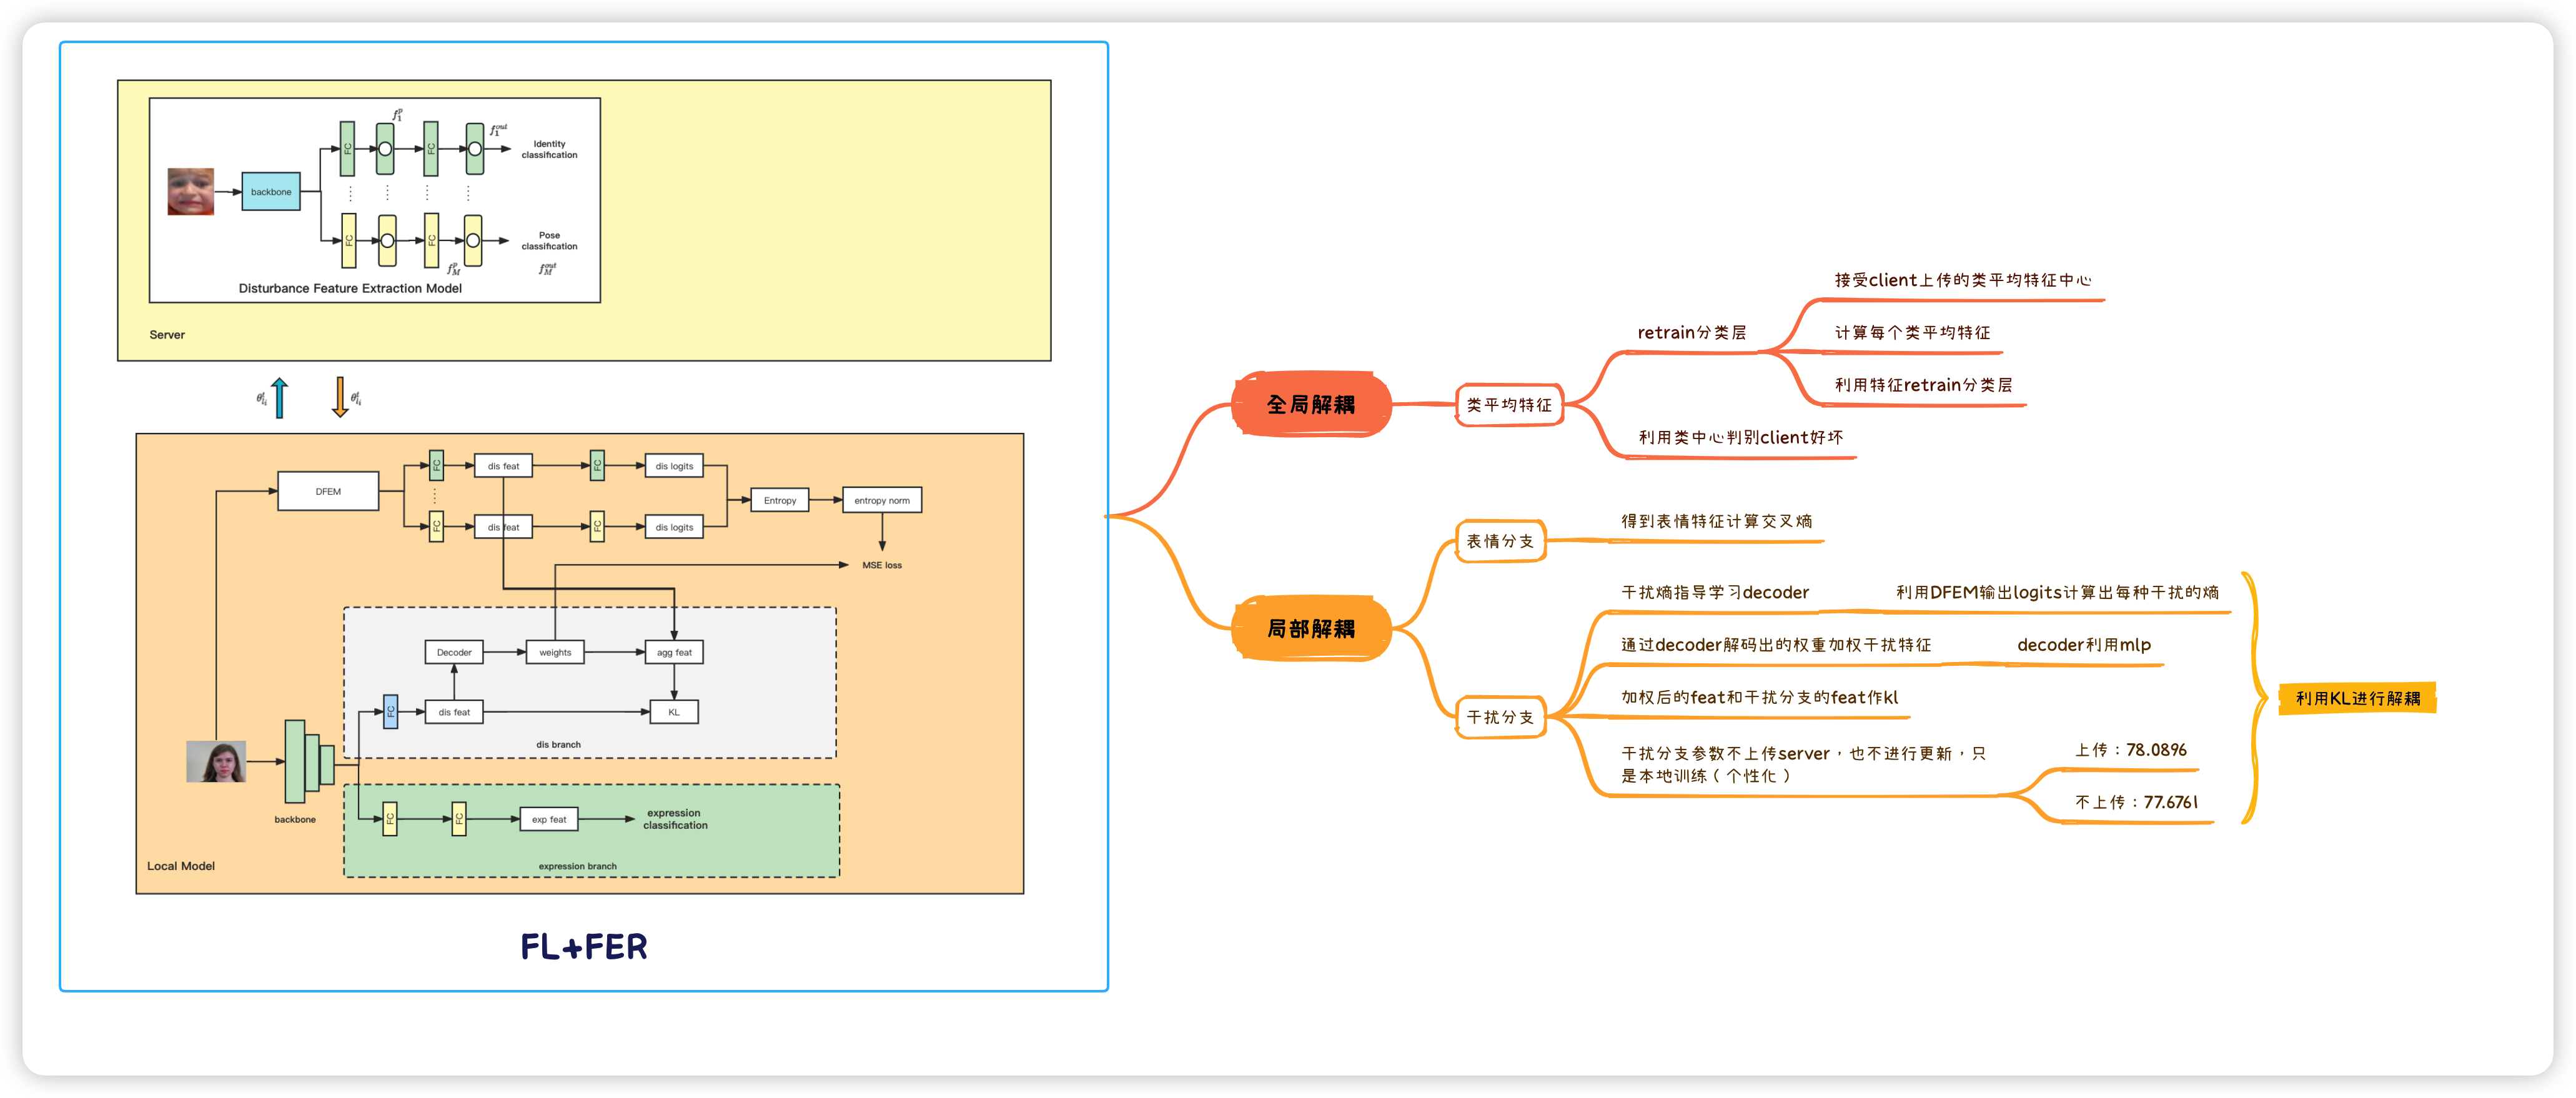 f_1^p
f_1^{out}
FC
FC
Identity
classification
backbone
FC
FC
Pose
classification
f_M^p
f_M^{out}
Disturbance Feature Extraction Model
Server
θ_{l_i}^t
θ_{l_i}^t
DFEM
FC
dis feat
FC
dis logits
Entropy
entropy norm
FC
dis feat
FC
dis logits
MSE loss
Decoder
weights
agg feat
FC
dis feat
KL
dis branch
backbone
FC
FC
exp feat
expression
classification
expression branch
Local Model
FL+FER
全局解耦
类平均特征
retrain分类层
接受client上传的类平均特征中心
计算每个类平均特征
利用特征retrain分类层
利用类中心判别client好坏
局部解耦
表情分支
得到表情特征计算交叉熵
干扰分支
干扰熵指导学习decoder
利用DFEM输出logits计算出每种干扰的熵
通过decoder解码出的权重加权干扰特征
decoder利用mlp
加权后的feat和干扰分支的feat作kl
干扰分支参数不上传server，也不进行更新，只
是本地训练（个性化）
上传：78.0896
不上传：77.6761
利用KL进行解耦